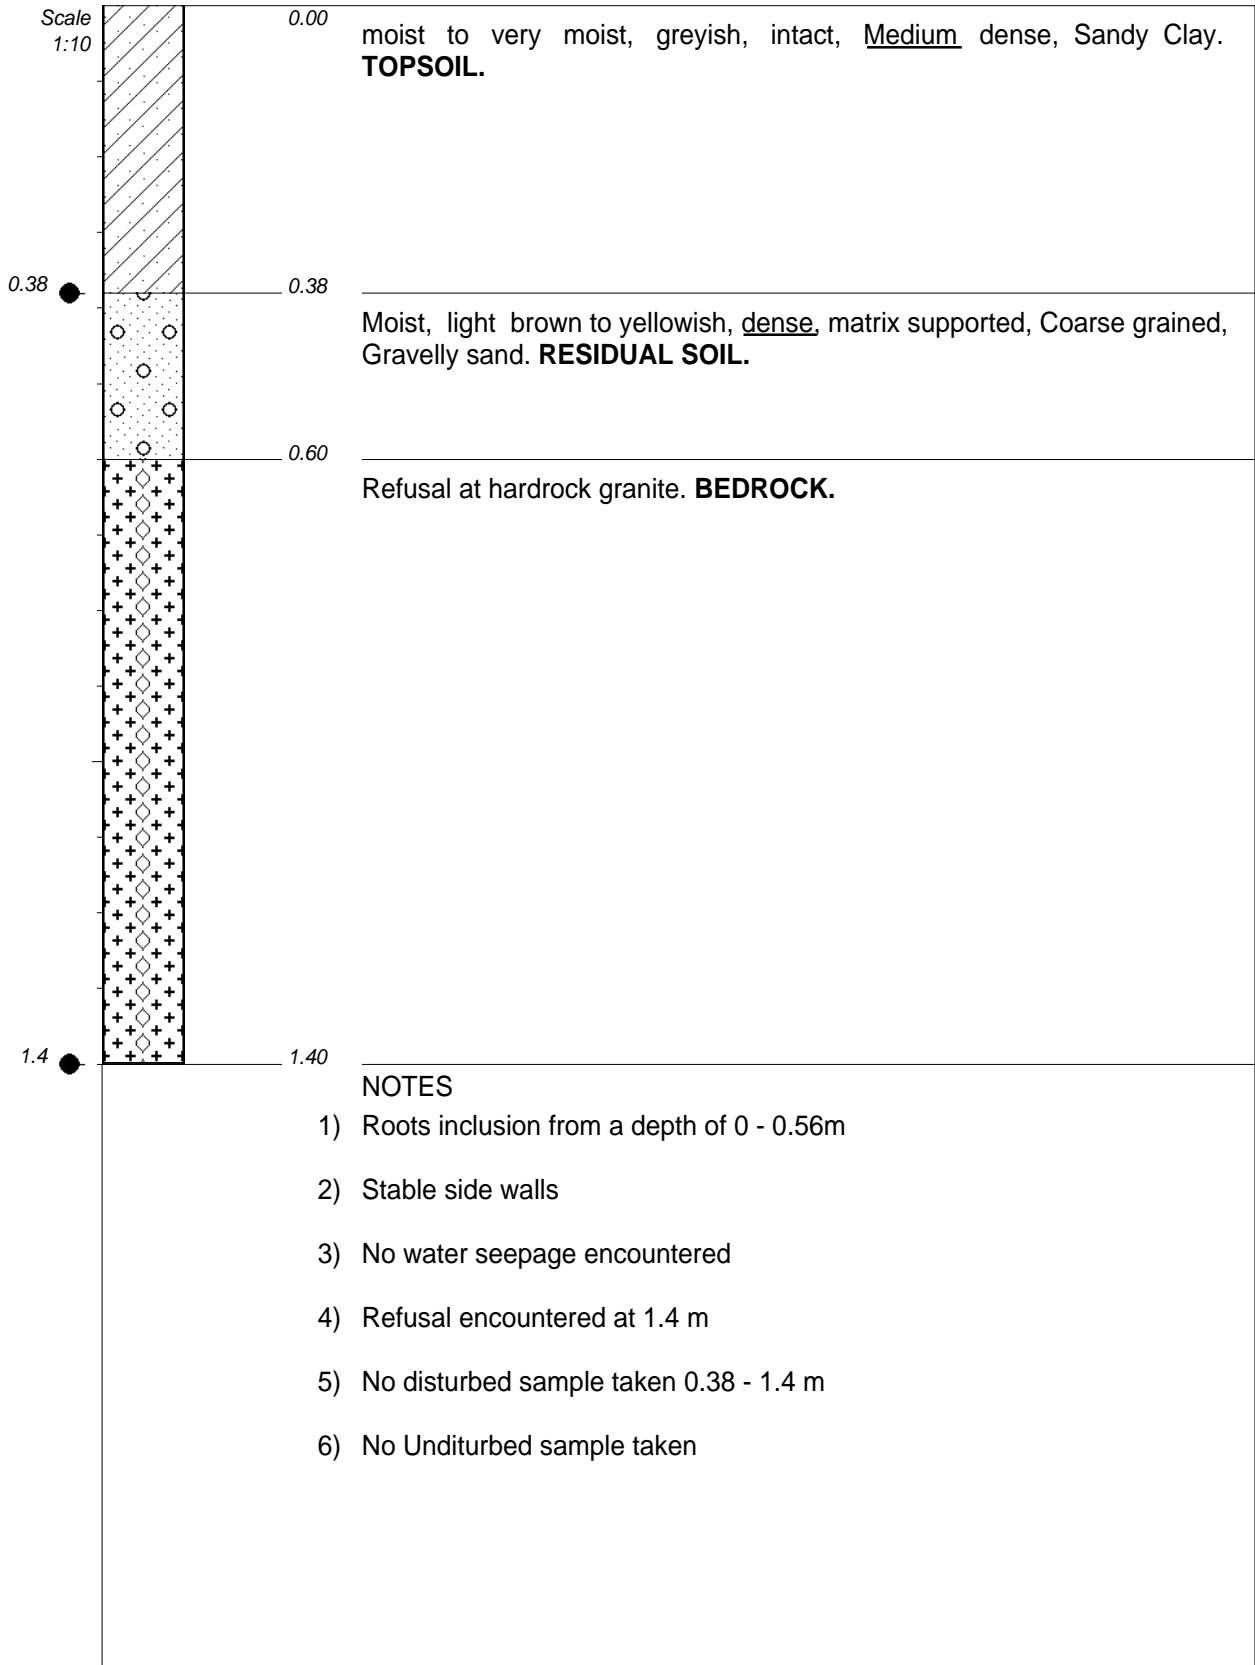 Scale
1:10
0.00
moist to very moist, greyish, intact, Medium dense, Sandy Clay.
TOPSOIL.
0.38
0.38
Moist, light brown to yellowish, dense, matrix supported, Coarse grained,
Gravelly sand. RESIDUAL SOIL.
0.60
Refusal at hardrock granite. BEDROCK.
1.4
1.40
NOTES
1) Roots inclusion from a depth of 0 - 0.56m
2) Stable side walls
3) No water seepage encountered
4) Refusal encountered at 1.4 m
5) No disturbed sample taken 0.38 - 1.4 m
6) No Unditurbed sample taken